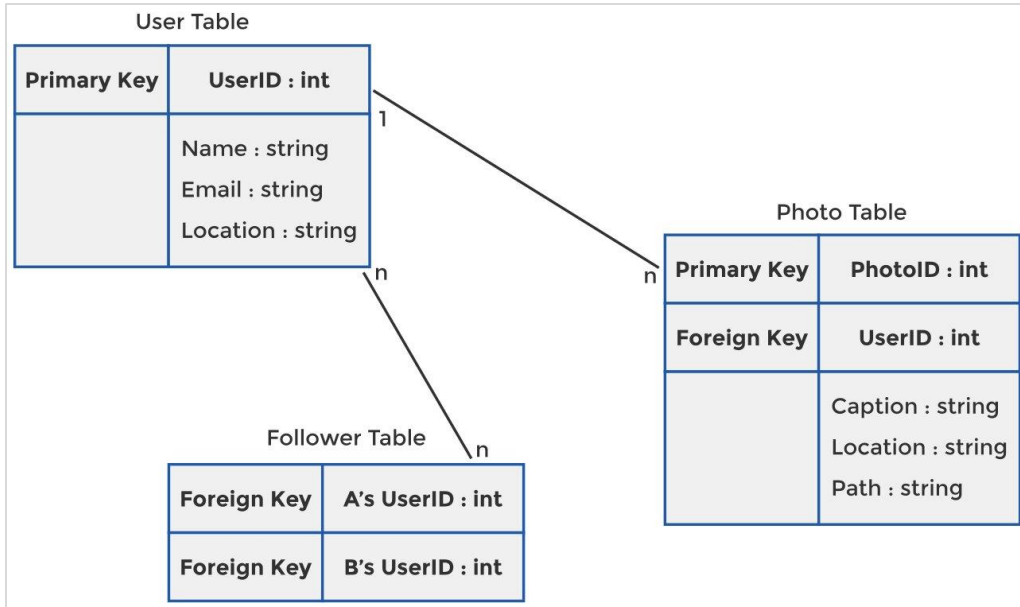 User Table
Primary Key UserID : int
1
Name : string
Email : string
Location : string
n
Photo Table
n
Primary Key PhotoID : int
Foreign Key UserID : int
Caption : string
Location : string
Path : string
Follower Table
n
Foreign Key A's UserID : int
Foreign Key B's UserID : int